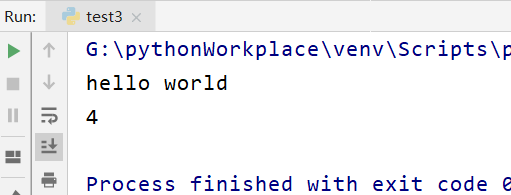 Run: test3
G:\pythonWorkplace\venv\Scripts\p
hello world
4
Process finished with exit code 0